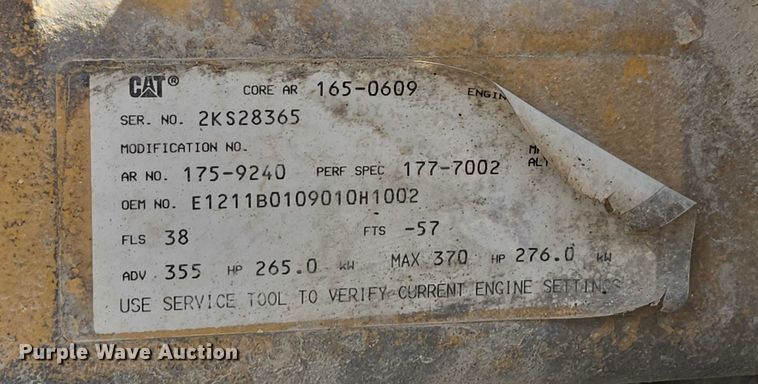 CAT® CORE AR 165-0609 ENGIN
SER. NO. 2KS28365
MODIFICATION NO.
AR NO. 175-9240 PERF SPEC 177-7002
OEM NO. E1211B0109010H1002
FLS 38 FTS -57
ADV 355 HP 265.0 KW MAX 370 HP 276.0 KW
USE SERVICE TOOL TO VERIFY CURRENT ENGINE SETTINGS
Purple Wave Auction